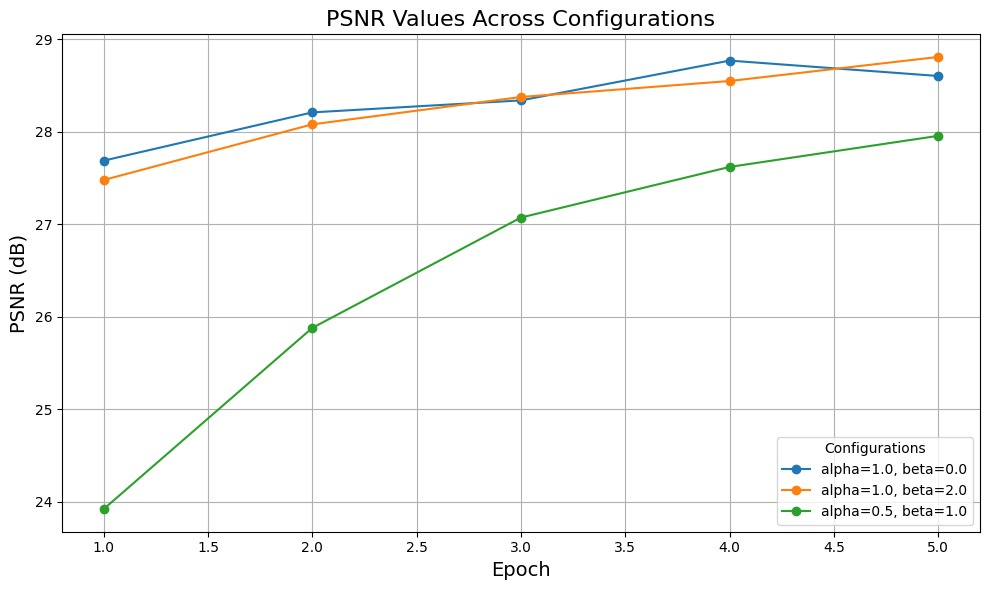 PSNR Values Across Configurations
29
28
27
26
25
24
PSNR (dB)
1.0 1.5 2.0 2.5 3.0 3.5 4.0 4.5 5.0
Epoch
Configurations
alpha=1.0, beta=0.0
alpha=1.0, beta=2.0
alpha=0.5, beta=1.0